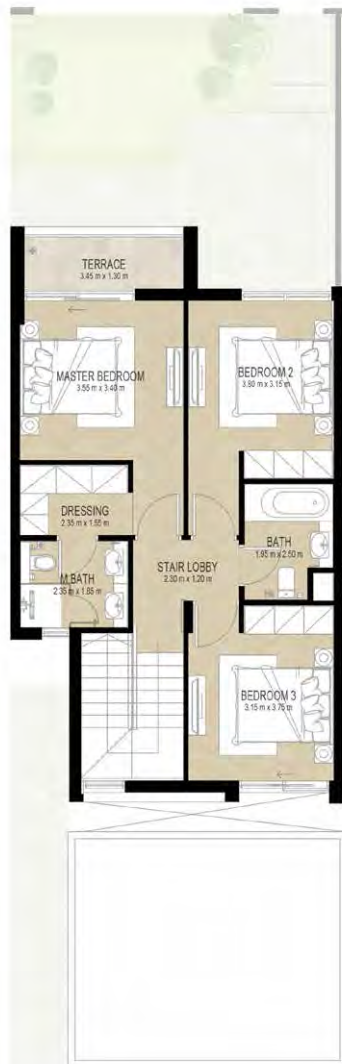 TERRACE
3.45 m x 1.30 m
MASTER BEDROOM
3.55 m x 3.40 m
BEDROOM 2
3.80 m x 3.15 m
DRESSING
2.35 m x 1.55 m
BATH
1.95 m x 2.50 m
STAIR LOBBY
2.30 m x 1.20 m
M.BATH
2.35 m x 1.85 m
BEDROOM 3
3.15 m x 3.75 m